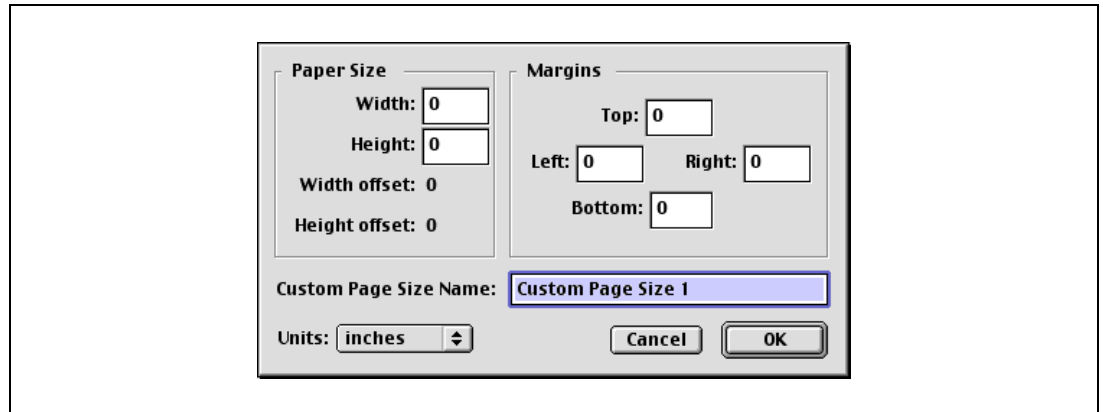 Paper Size
Width: 0
Height: 0
Width offset: 0
Height offset: 0
Margins
Top: 0
Left: 0 Right: 0
Bottom: 0
Custom Page Size Name: Custom Page Size 1
Units: inches Cancel OK